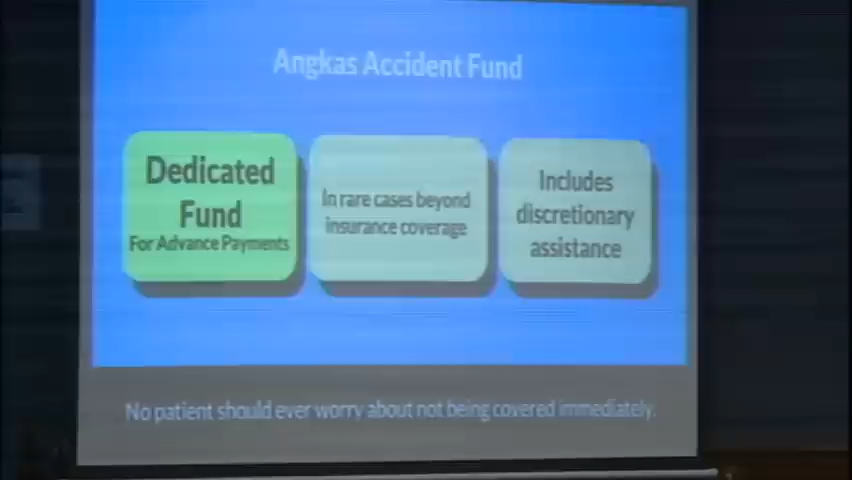 Angkas Accident Fund
Dedicated
Fund
For Advance Payments
In rare cases beyond
insurance coverage
Includes
discretionary
assistance
No patient should ever worry about not being covered immediately.